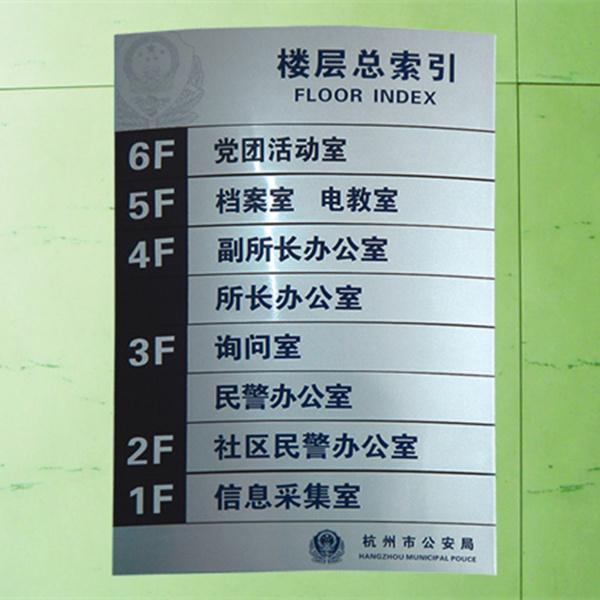 楼层总索引
FLOOR INDEX
6F 党团活动室
5F 档案室 电教室
4F 副所长办公室
所长办公室
3F 询问室
民警办公室
2F 社区民警办公室
1F 信息采集室
杭州市公安局
HANGZHOU MUNICIPAL POUCE